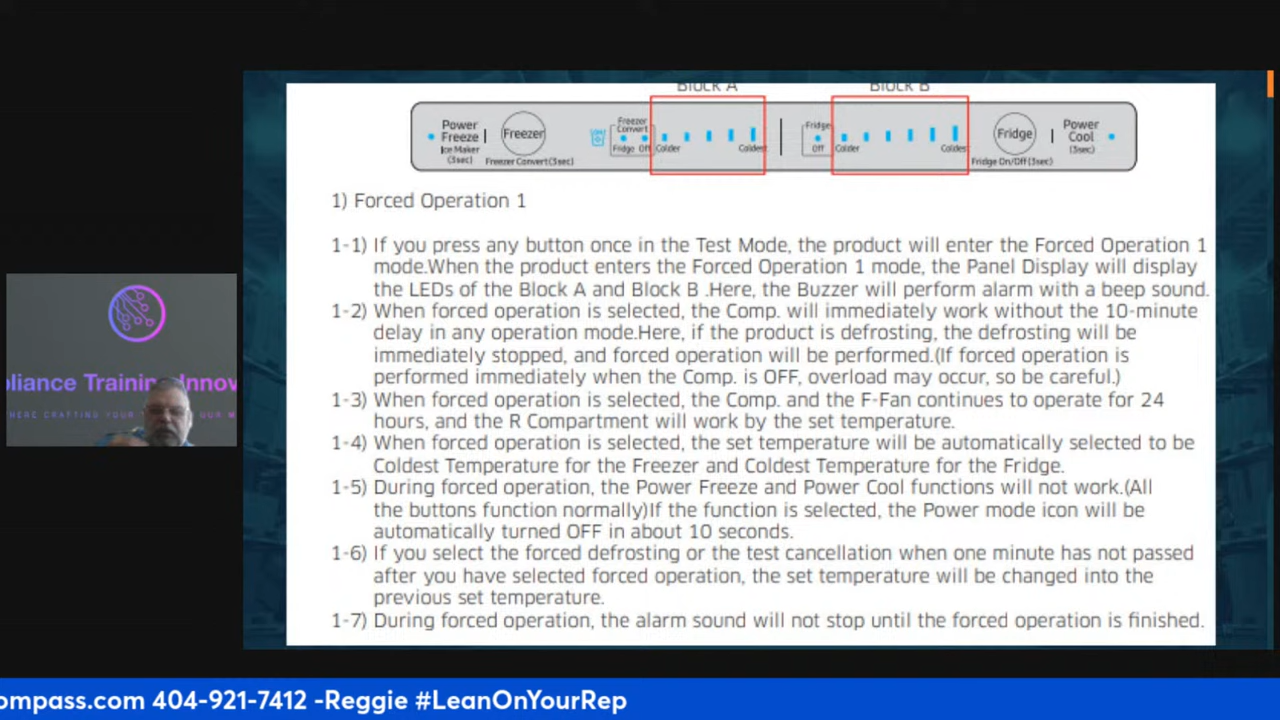 Block A Block B
Power
Freeze
Ice Maker
(3sec)
Freezer
Freezer Convert(3sec)
Freezer
Convert
Fridge Off
Colder Coldest
Fridge
Off
Colder Coldest
Fridge
Fridge On/Off(3sec)
Power
Cool
(3sec)
1) Forced Operation 1
1-1) If you press any button once in the Test Mode, the product will enter the Forced Operation 1
mode.When the product enters the Forced Operation 1 mode, the Panel Display will display
the LEDs of the Block A and Block B .Here, the Buzzer will perform alarm with a beep sound.
1-2) When forced operation is selected, the Comp. will immediately work without the 10-minute
delay in any operation mode.Here, if the product is defrosting, the defrosting will be
immediately stopped, and forced operation will be performed.(If forced operation is
performed immediately when the Comp. is OFF, overload may occur, so be careful.)
1-3) When forced operation is selected, the Comp. and the F-Fan continues to operate for 24
hours, and the R Compartment will work by the set temperature.
1-4) When forced operation is selected, the set temperature will be automatically selected to be
Coldest Temperature for the Freezer and Coldest Temperature for the Fridge.
1-5) During forced operation, the Power Freeze and Power Cool functions will not work.(All
the buttons function normally)If the function is selected, the Power mode icon will be
automatically turned OFF in about 10 seconds.
1-6) If you select the forced defrosting or the test cancellation when one minute has not passed
after you have selected forced operation, the set temperature will be changed into the
previous set temperature.
1-7) During forced operation, the alarm sound will not stop until the forced operation is finished.
pliance Training Innov
HERE CRAFTING YOUR OUR M
ompass.com 404-921-7412 -Reggie #LeanOnYourRep